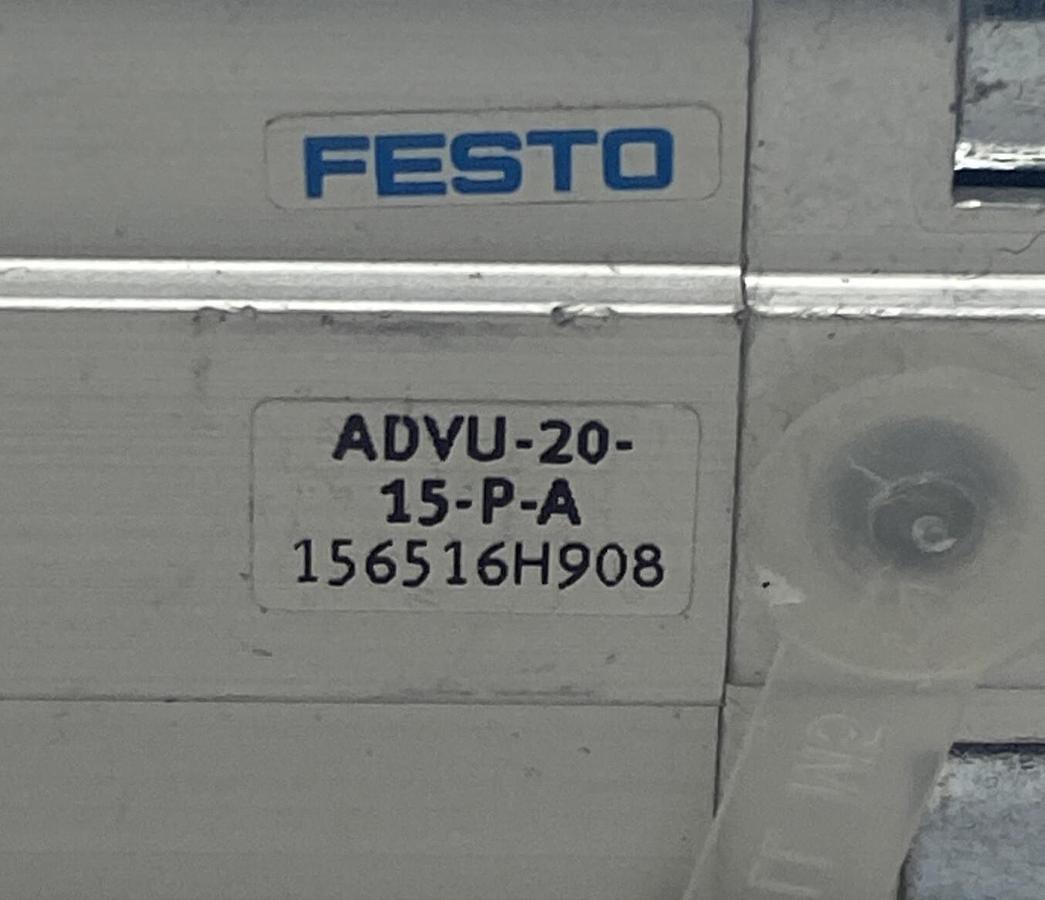 FESTO
ADVU-20-
15-P-A
156516H908